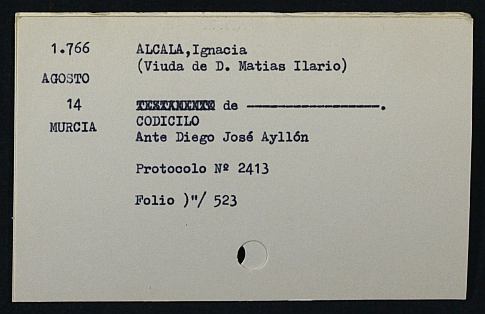 1.766
AGOSTO
14
MURCIA
ALCALA,Ignacia
(Viuda de D. Matias Ilario)
TESTAMENTO de ————————.
CODICILO
Ante Diego José Ayllón
Protocolo Nº 2413
Folio )"/ 523